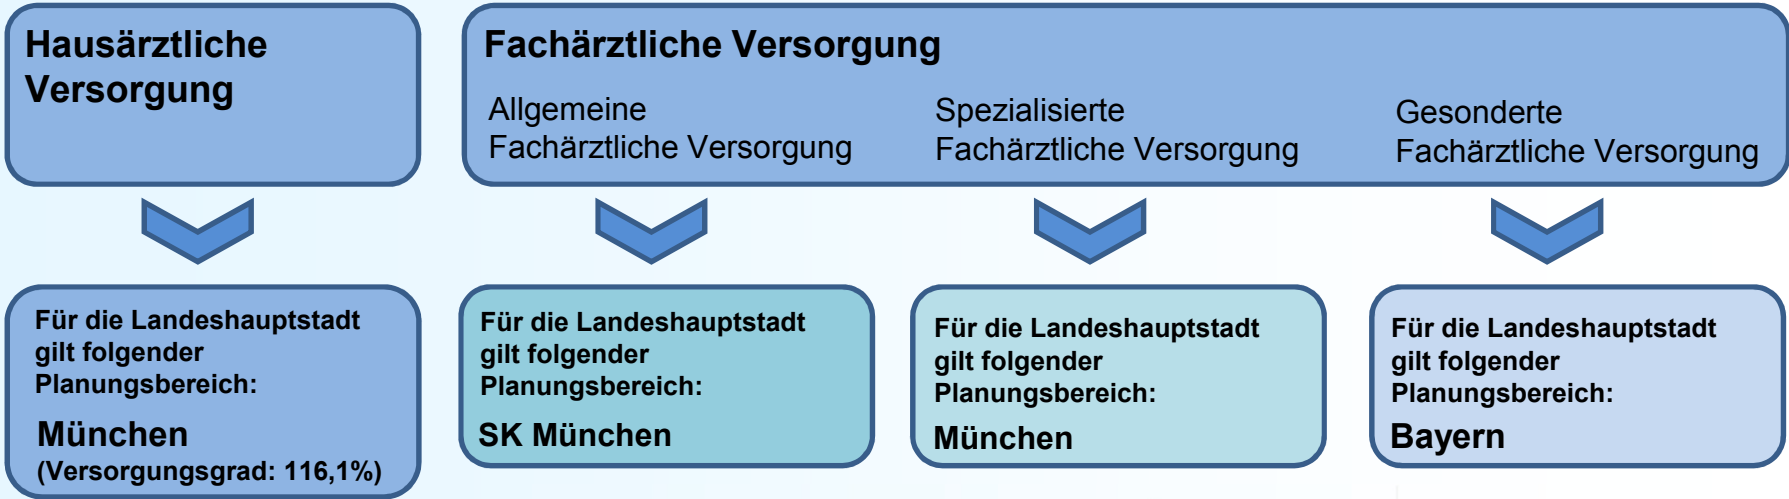 Hausärztliche
Versorgung
Fachärztliche Versorgung
Allgemeine
Fachärztliche Versorgung
Spezialisierte
Fachärztliche Versorgung
Gesonderte
Fachärztliche Versorgung
Für die Landeshauptstadt
gilt folgender
Planungsbereich:
München
(Versorgungsgrad: 116,1%)
Für die Landeshauptstadt
gilt folgender
Planungsbereich:
SK München
Für die Landeshauptstadt
gilt folgender
Planungsbereich:
München
Für die Landeshauptstadt
gilt folgender
Planungsbereich:
Bayern